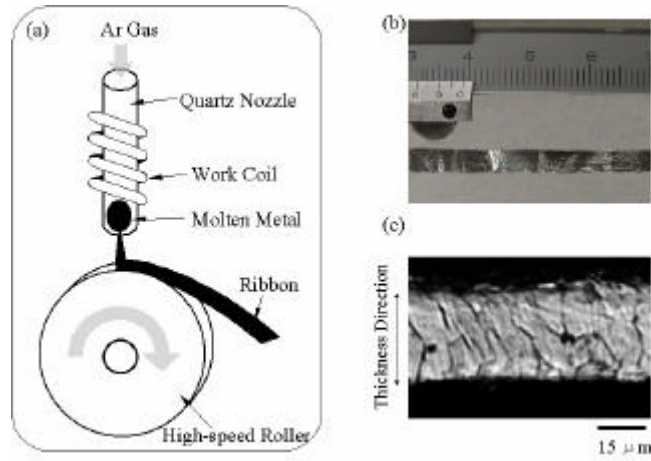 (a)
Ar Gas
Quartz Nozzle
Work Coil
Molten Metal
Ribbon
High-speed Roller
(b)
3 4 5 6
(c)
Thickness Direction
15 μm